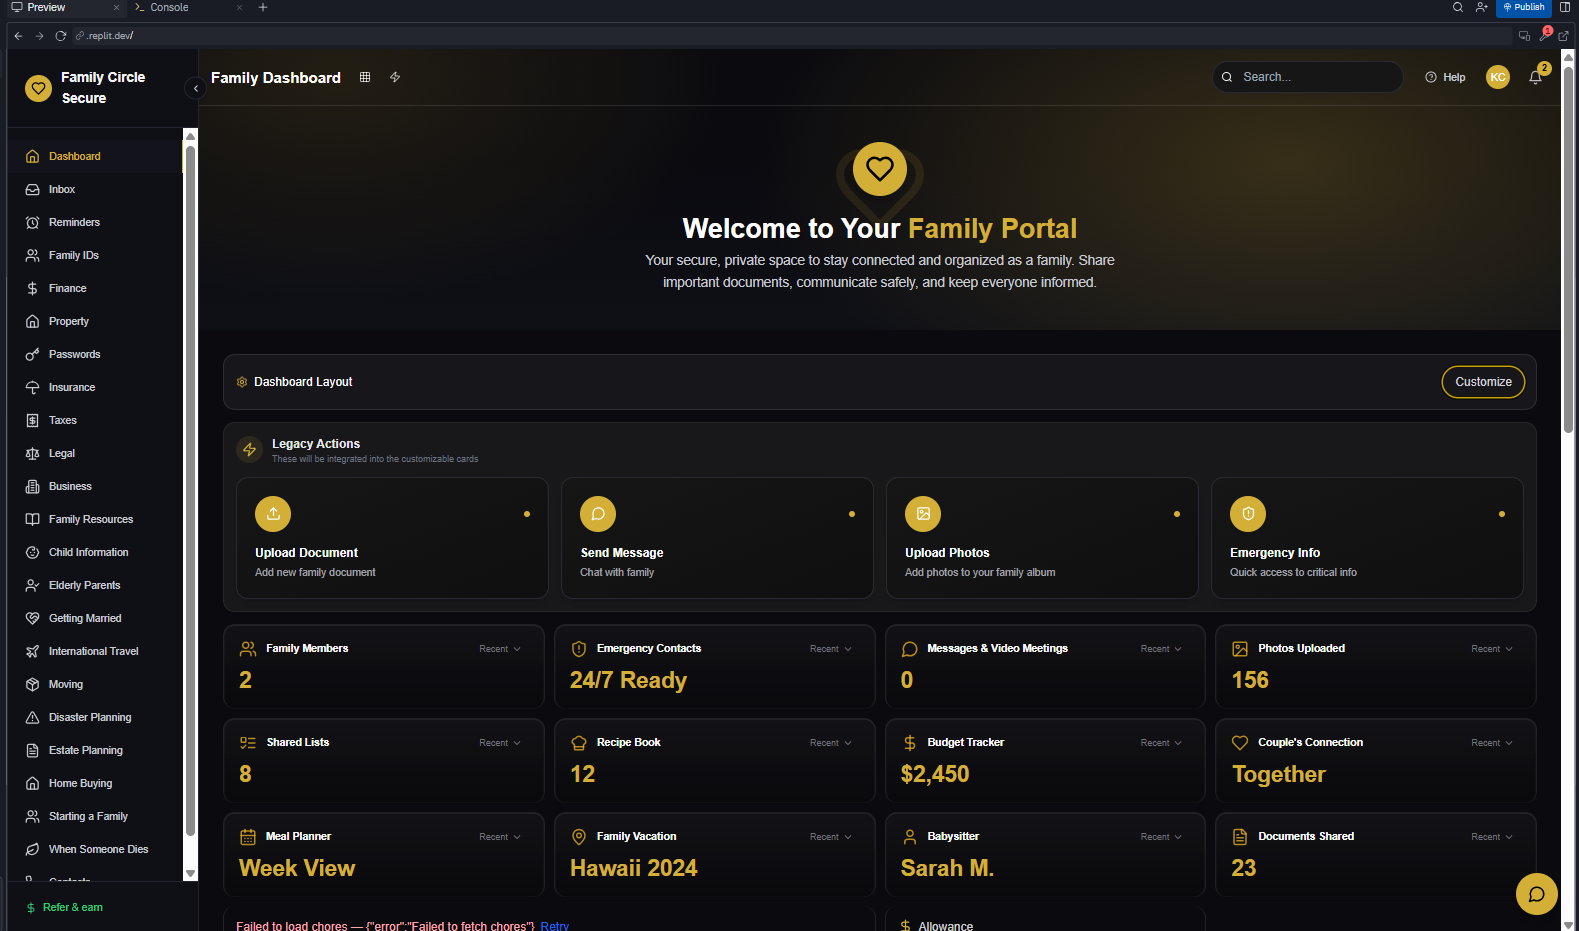 Preview
Console
Publish
.replit.dev/
1
Family Circle
Secure
Family Dashboard
Search...
Help
KC
2
Dashboard
Inbox
Reminders
Family IDs
Finance
Property
Passwords
Insurance
Taxes
Legal
Business
Family Resources
Child Information
Elderly Parents
Getting Married
International Travel
Moving
Disaster Planning
Estate Planning
Home Buying
Starting a Family
When Someone Dies
Contacts
Refer & earn
Welcome to Your Family Portal
Your secure, private space to stay connected and organized as a family. Share
important documents, communicate safely, and keep everyone informed.
Dashboard Layout
Customize
Legacy Actions
These will be integrated into the customizable cards
Upload Document
Add new family document
Send Message
Chat with family
Upload Photos
Add photos to your family album
Emergency Info
Quick access to critical info
Family Members
Recent
2
Emergency Contacts
Recent
24/7 Ready
Messages & Video Meetings
Recent
0
Photos Uploaded
Recent
156
Shared Lists
Recent
8
Recipe Book
Recent
12
Budget Tracker
Recent
$2,450
Couple's Connection
Recent
Together
Meal Planner
Recent
Week View
Family Vacation
Recent
Hawaii 2024
Babysitter
Recent
Sarah M.
Documents Shared
Recent
23
Failed to load chores — {"error":"Failed to fetch chores"} Retry
Allowance